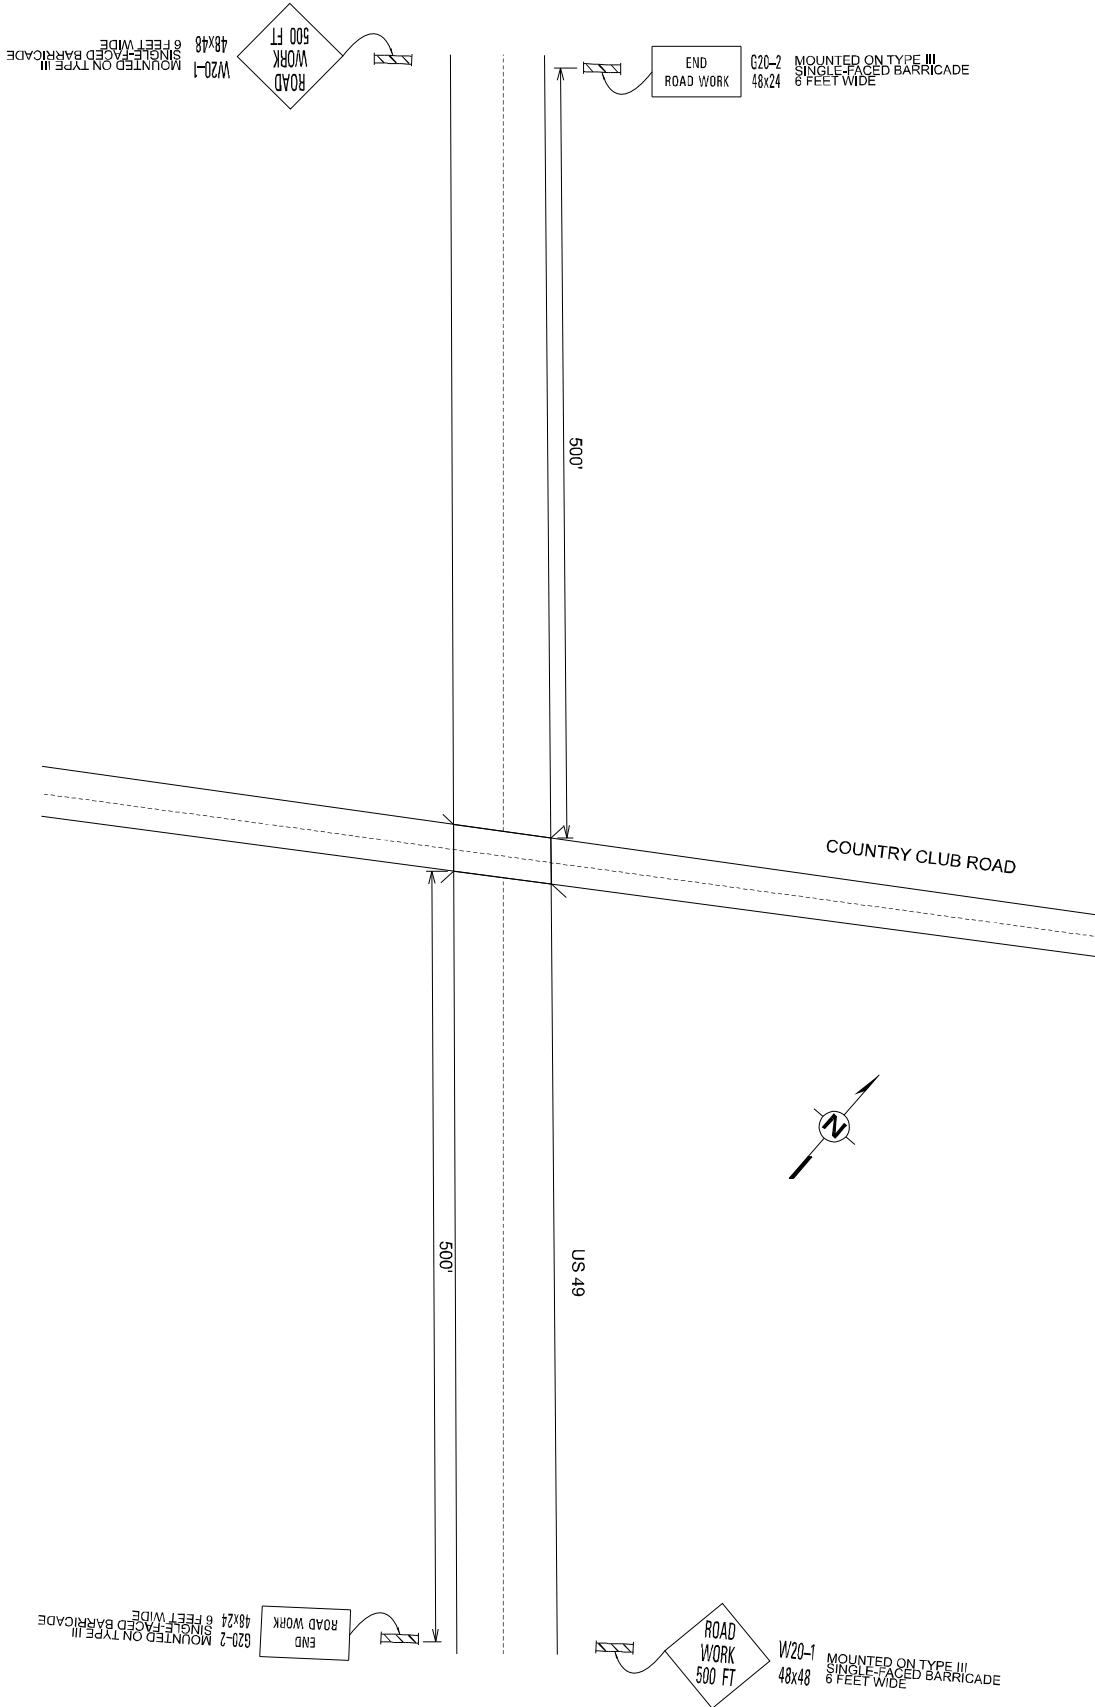 ROAD
WORK
500 FT
W20-1
48x48
MOUNTED ON TYPE III
SINGLE-FACED BARRICADE
6 FEET WIDE
END
ROAD WORK
G20-2
48x24
MOUNTED ON TYPE III
SINGLE-FACED BARRICADE
6 FEET WIDE
500'
COUNTRY CLUB ROAD
N
500'
US 49
END
ROAD WORK
G20-2
48x24
MOUNTED ON TYPE III
SINGLE-FACED BARRICADE
6 FEET WIDE
ROAD
WORK
500 FT
W20-1
48x48
MOUNTED ON TYPE III
SINGLE-FACED BARRICADE
6 FEET WIDE